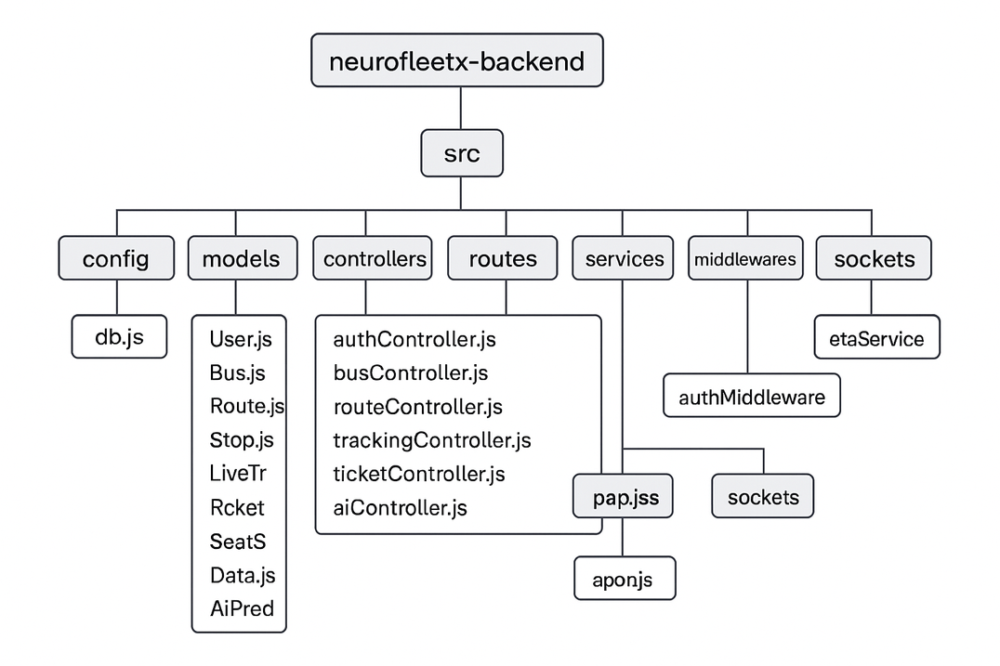 neurofleetx-backend
src
config
models
controllers
routes
services
middlewares
sockets
db.js
User.js
Bus.js
Route.js
Stop.js
LiveTr
Rcket
SeatS
Data.js
AiPred
authController.js
busController.js
routeController.js
trackingController.js
ticketController.js
aiController.js
etaService
authMiddleware
pap.jss
sockets
aponjs